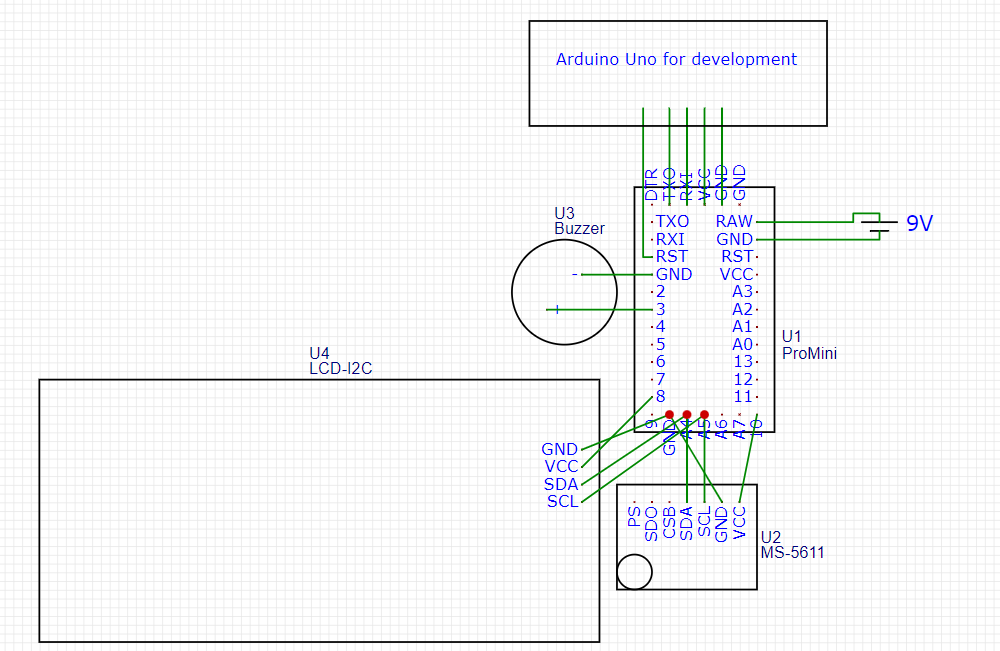 Arduino Uno for development
DTR
TXO
RXI
VCC
GND
GND
TXO
RXI
RST
GND
2
3
4
5
6
7
8
RAW
GND
RST
VCC
A3
A2
A1
A0
13
12
11
9
GND
A4
A5
A6
A7
10
U1
ProMini
9V
U3
Buzzer
-
+
U4
LCD-I2C
GND
VCC
SDA
SCL
PS
SDO
CSB
SDA
SCL
GND
VCC
U2
MS-5611